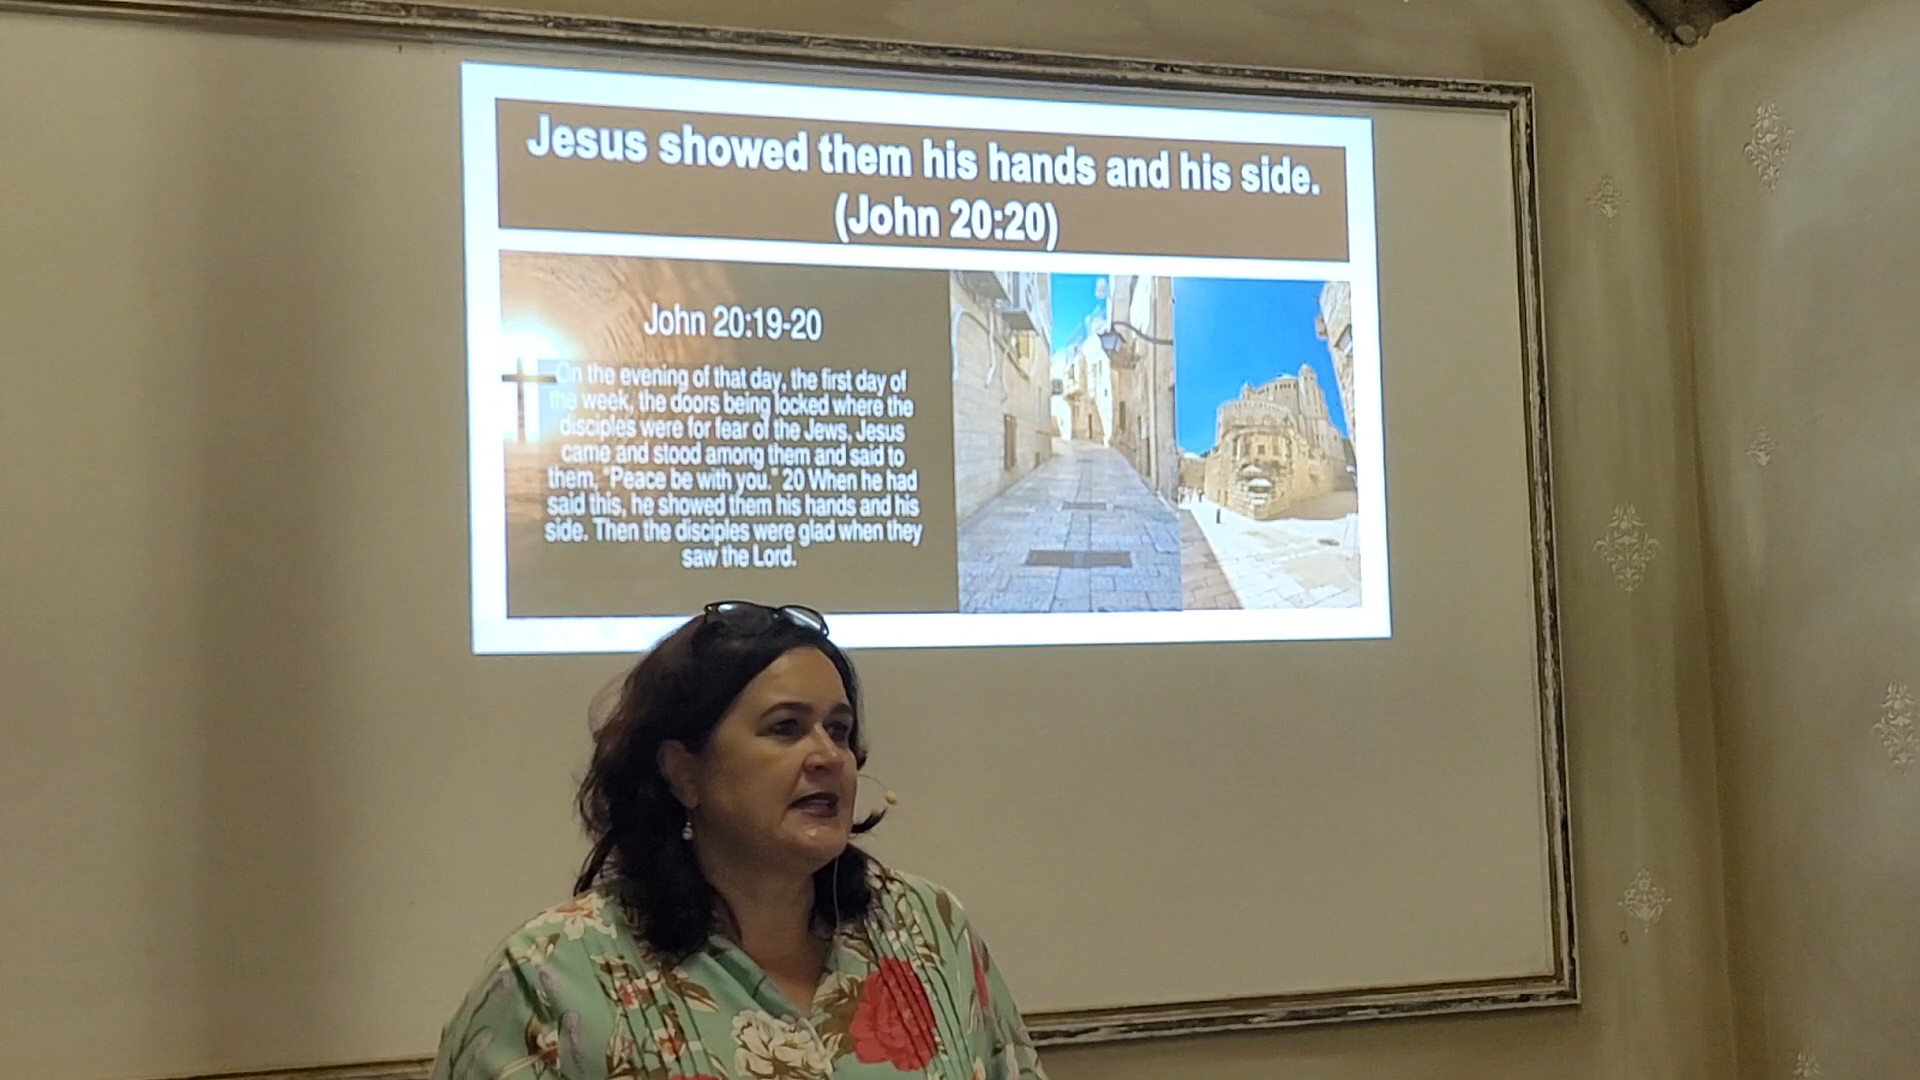 Jesus showed them his hands and his side.
(John 20:20)
John 20:19-20
On the evening of that day, the first day of
the week, the doors being locked where the
disciples were for fear of the Jews, Jesus
came and stood among them and said to
them, "Peace be with you." 20 When he had
said this, he showed them his hands and his
side. Then the disciples were glad when they
saw the Lord.